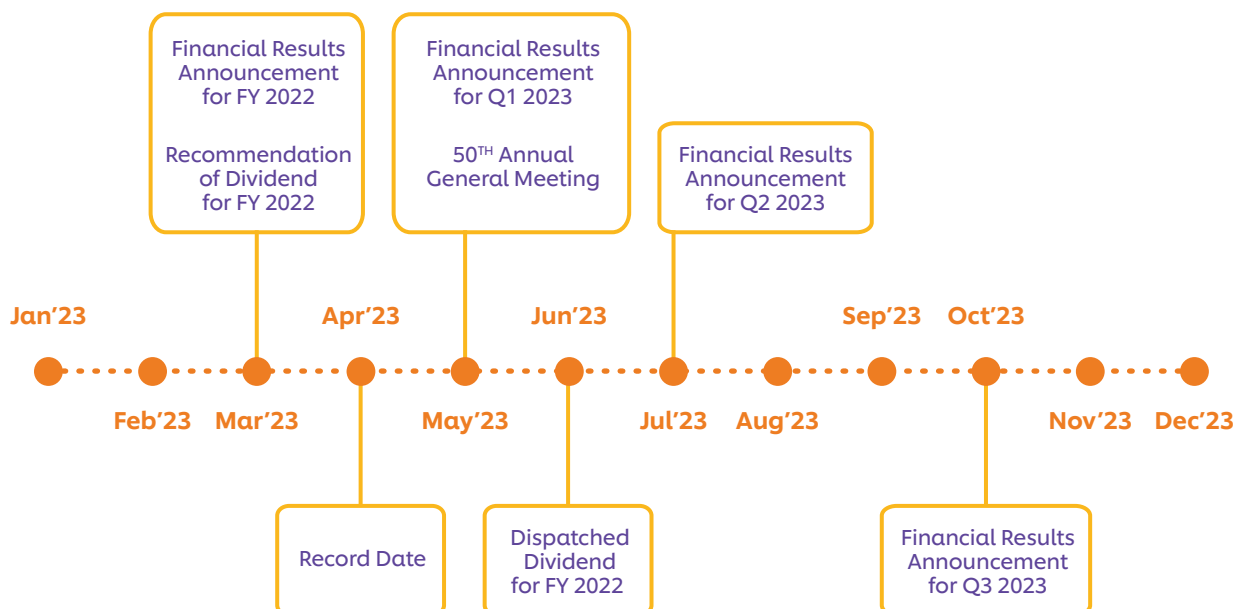 Financial Results
Announcement
for FY 2022
Recommendation
of Dividend
for FY 2022
Financial Results
Announcement
for Q1 2023
50TH Annual
General Meeting
Financial Results
Announcement
for Q2 2023
Jan'23
Apr'23
Jun'23
Sep'23
Oct'23
Feb'23
Mar'23
May'23
Jul'23
Aug'23
Nov'23
Dec'23
Record Date
Dispatched
Dividend
for FY 2022
Financial Results
Announcement
for Q3 2023